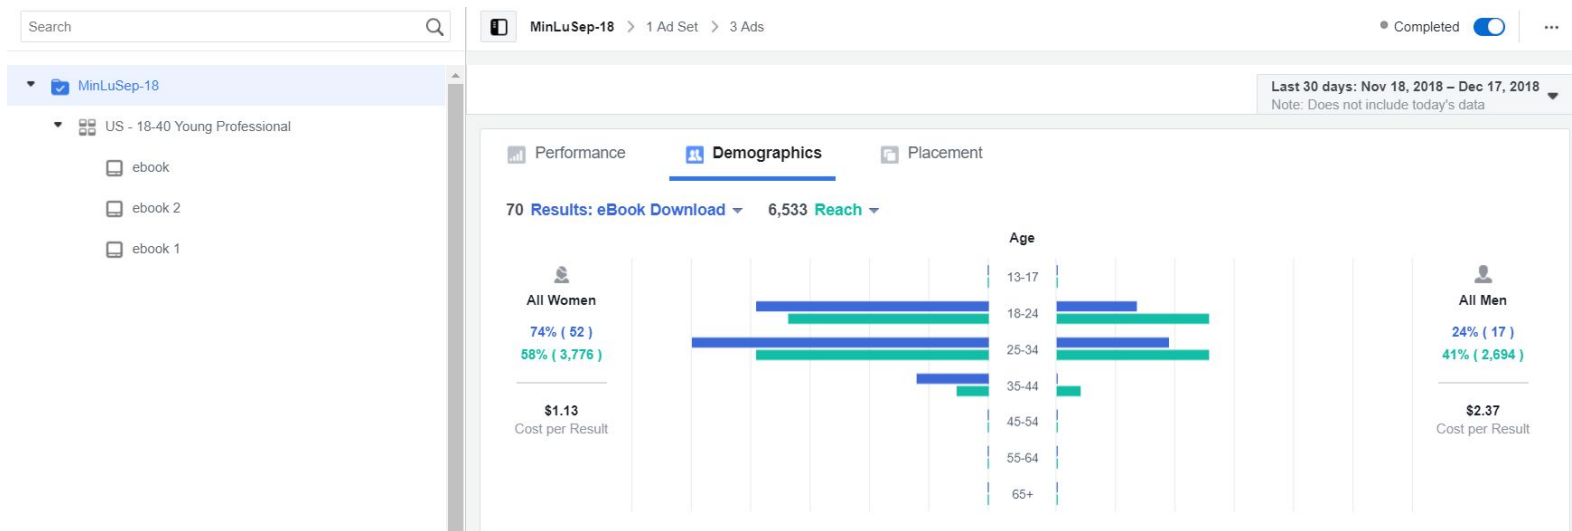 Search
MinLuSep-18
US - 18-40 Young Professional
ebook
ebook 2
ebook 1
MinLuSep-18 > 1 Ad Set > 3 Ads
Completed
Last 30 days: Nov 18, 2018 – Dec 17, 2018
Note: Does not include today's data
Performance Demographics Placement
70 Results: eBook Download 6,533 Reach
Age
All Women
74% ( 52 )
58% ( 3,776 )
$1.13
Cost per Result
13-17
18-24
25-34
35-44
45-54
55-64
65+
All Men
24% ( 17 )
41% ( 2,694 )
$2.37
Cost per Result